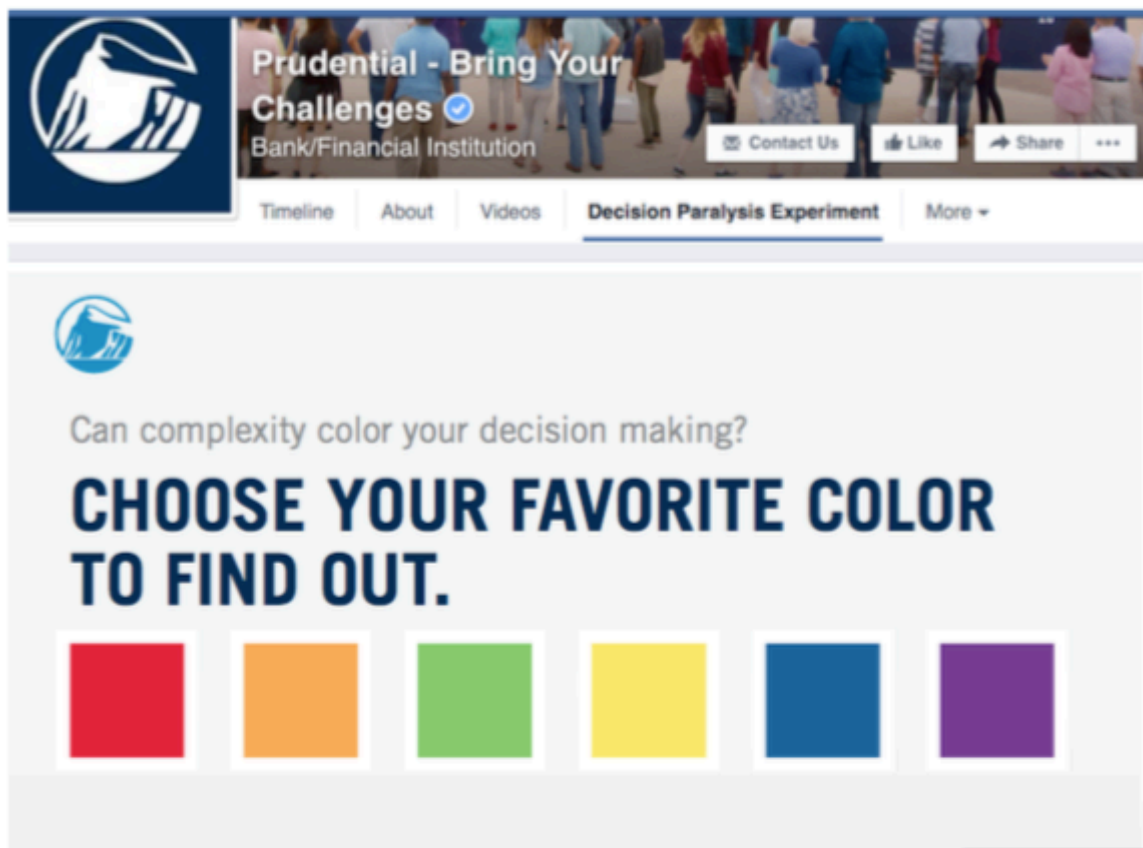 Prudential - Bring Your
Challenges
Bank/Financial Institution
Contact Us
Like
Share
Timeline
About
Videos
Decision Paralysis Experiment
More
Can complexity color your decision making?
CHOOSE YOUR FAVORITE COLOR
TO FIND OUT.